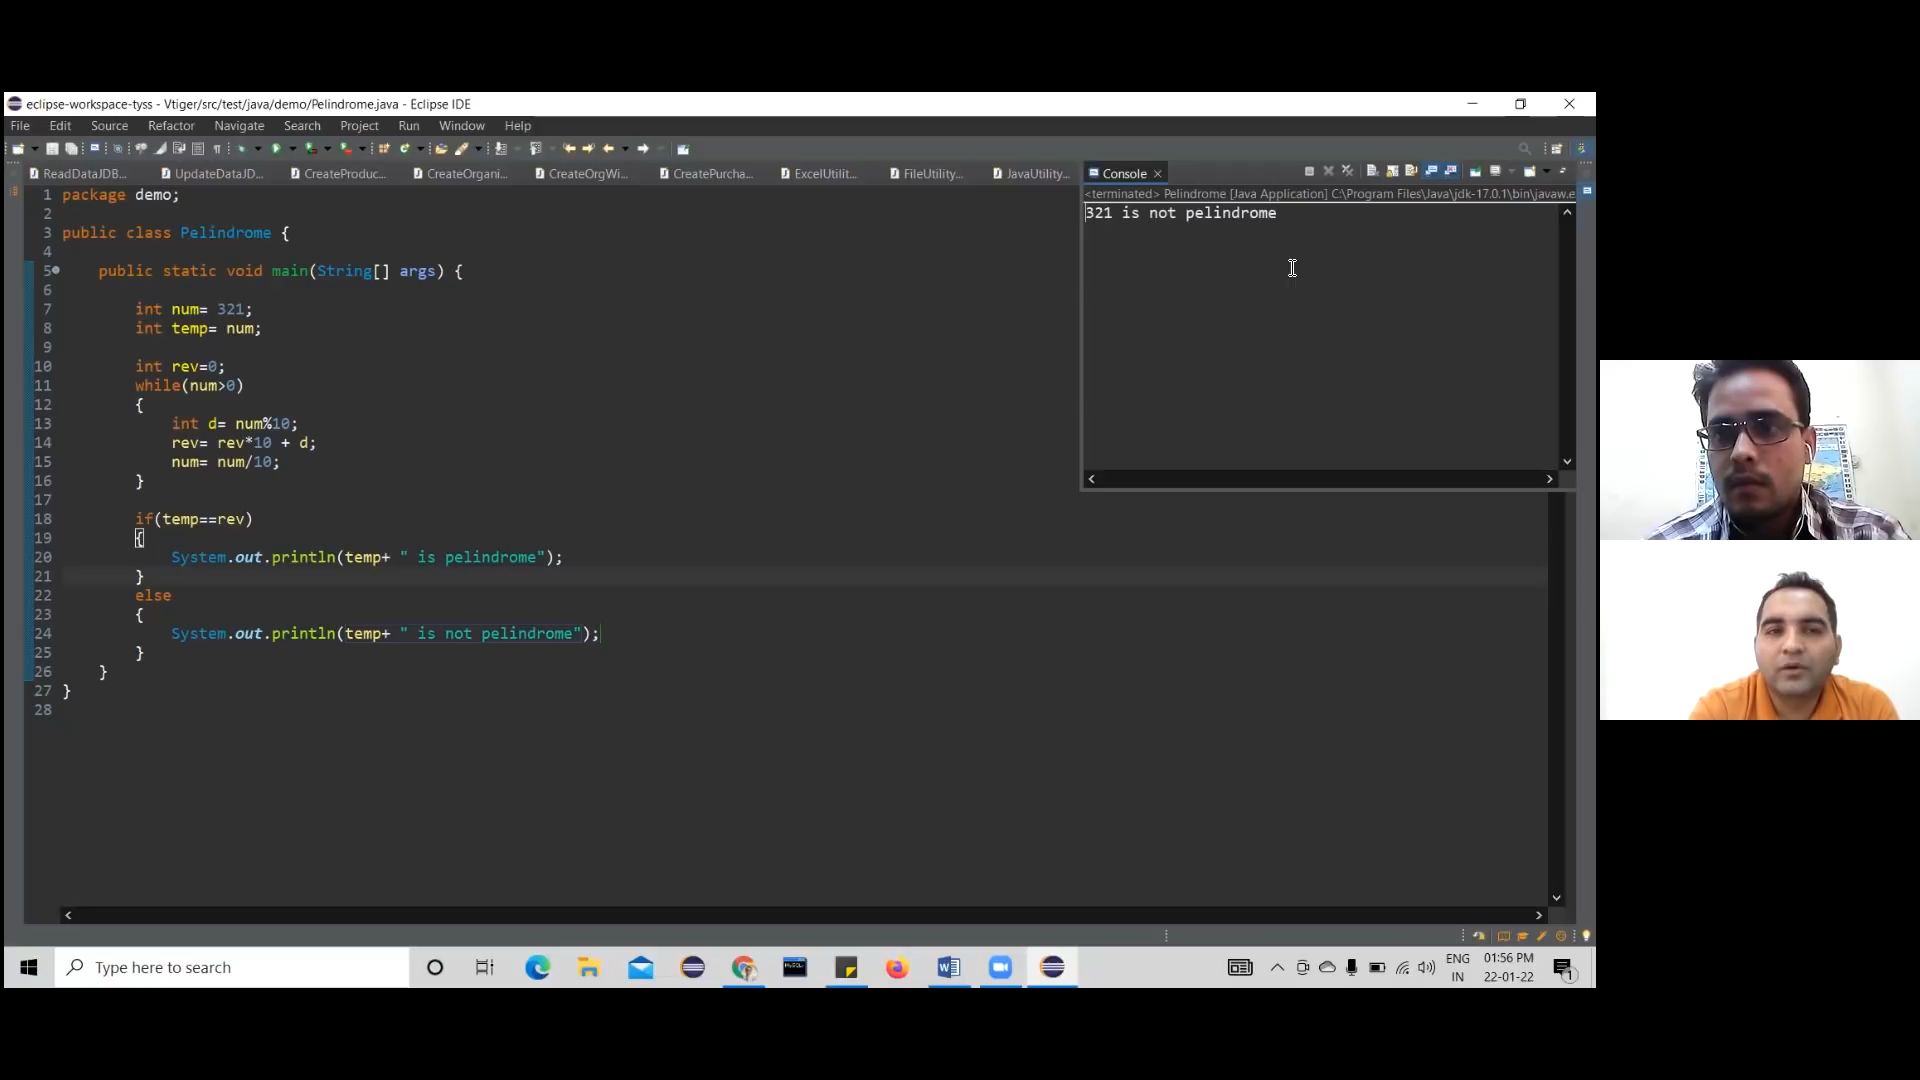 eclipse-workspace-tyss - Vtiger/src/test/java/demo/Pelindrome.java - Eclipse IDE
File Edit Source Refactor Navigate Search Project Run Window Help
ReadDataJDB... UpdateDataJD... CreateProduc... CreateOrgani... CreateOrgWi... CreatePurcha... ExcelUtilit... FileUtility... JavaUtility... Console
<terminated> Pelindrome [Java Application] C:\Program Files\Java\jdk-17.0.1\bin\javaw.e
321 is not pelindrome
1 package demo;
2
3 public class Pelindrome {
4
5 public static void main(String[] args) {
6
7 int num= 321;
8 int temp= num;
9
10 int rev=0;
11 while(num>0)
12 {
13 int d= num%10;
14 rev= rev*10 + d;
15 num= num/10;
16 }
17
18 if(temp==rev)
19 {
20 System.out.println(temp+ " is pelindrome");
21 }
22 else
23 {
24 System.out.println(temp+ " is not pelindrome");
25 }
26 }
27 }
28
Type here to search
ENG
IN
01:56 PM
22-01-22
1